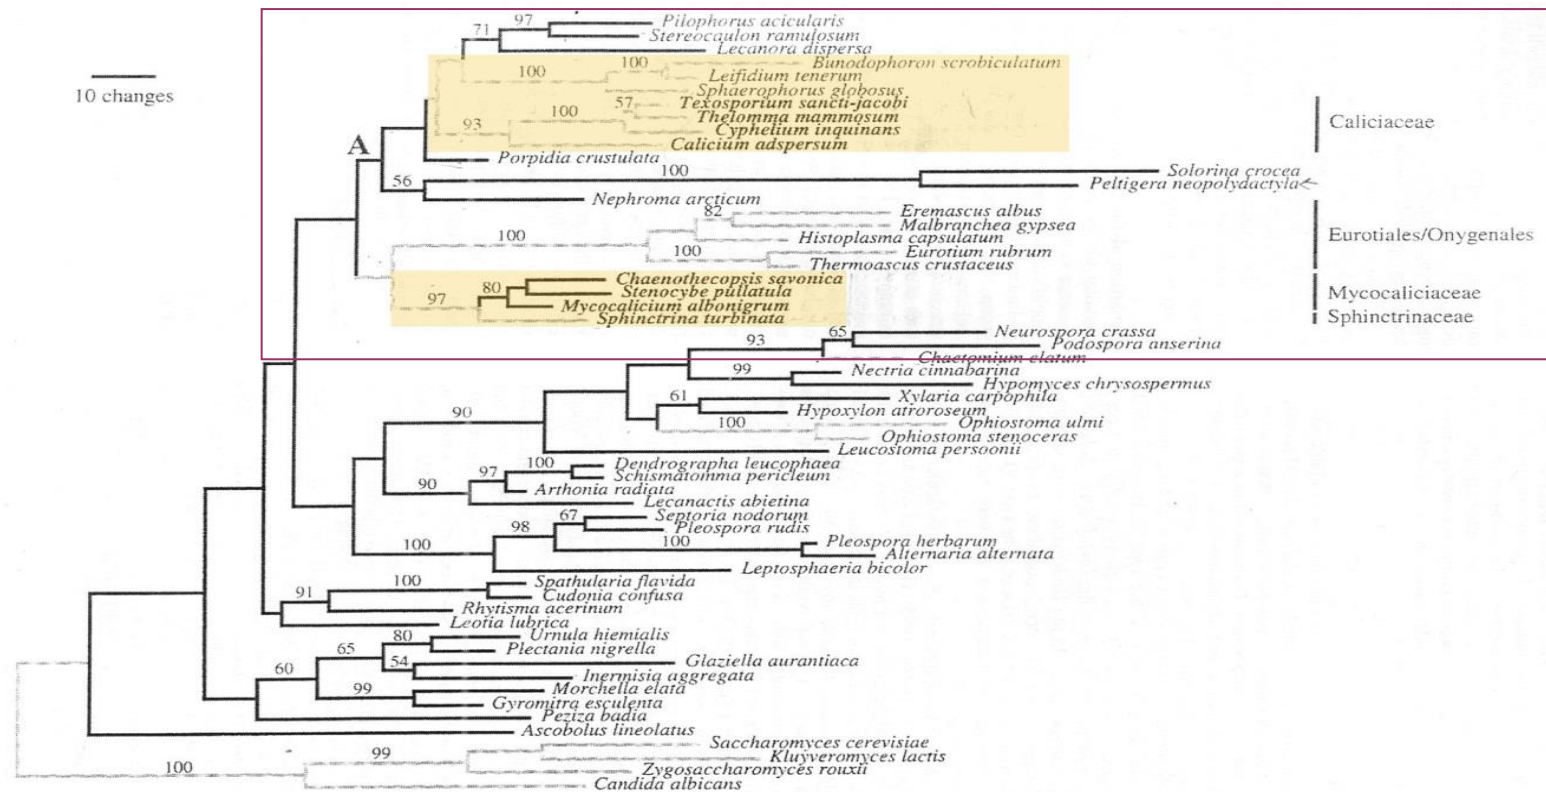 71
97
Pilophorus acicularis
Stereocaulon ramulosum
Lecanora dispersa
10 changes
100
100
Bunodophoron scrobiculatum
Leifidium tenerum
Sphaerophorus globosus
57
Texosporium sancti-jacobi
93
100
Thelomma mammosum
Cyphelium inquinans
Caliciaceae
Calicium adspersum
A
Porpidia crustulata
100
Solorina crocea
56
Peltigera neopolydactyla
Nephroma arcticum
82
Eremascus albus
Malbranchea gypsea
100
Histoplasma capsulatum
Eurotiales/Onygenales
100
Eurotium rubrum
Thermoascus crustaceus
Chaenothecopsis savonica
80
Stenocybe pullatula
Mycocaliciaceae
97
Mycocalicium albonigrum
Sphinctrina turbinata
Sphinctrinaceae
65
Neurospora crassa
93
Podospora anserina
Chaetomium elatum
99
Nectria cinnabarina
Hypomyces chrysospermus
61
Xylaria carpophila
90
Hypoxylon atroroseum
100
Ophiostoma ulmi
Ophiostoma stenoceras
Leucostoma persoonii
100
Dendrographa leucophaea
97
Schismatomma pericleum
90
Arthonia radiata
Lecanactis abietina
67
Septoria nodorum
98
Pleospora rudis
100
100
Pleospora herbarum
Alternaria alternata
Leptosphaeria bicolor
100
Spathularia flavida
91
Cudonia confusa
Rhytisma acerinum
Leotia lubrica
80
Urnula hiemialis
65
Plectania nigrella
54
Glaziella aurantiaca
60
Inermisia aggregata
99
Morchella elata
Gyromitra esculenta
Peziza badia
Ascobolus lineolatus
99
Saccharomyces cerevisiae
Kluyveromyces lactis
100
Zygosaccharomyces rouxii
Candida albicans